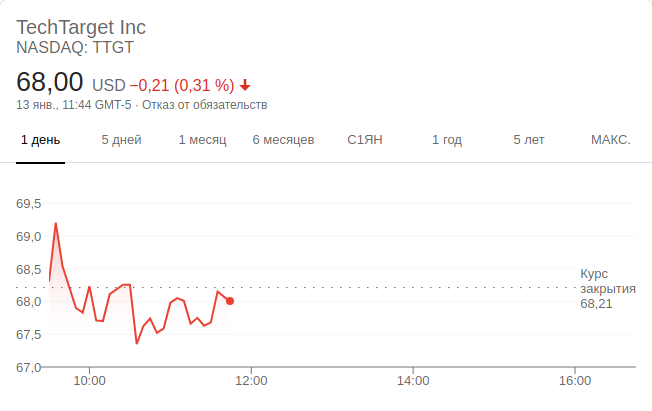 TechTarget Inc
NASDAQ: TTGT
68,00 USD −0,21 (0,31 %)
13 янв., 11:44 GMT-5 · Отказ от обязательств
1 день 5 дней 1 месяц 6 месяцев С1ЯН 1 год 5 лет МАКС.
69,5
69,0
68,5
68,0
67,5
67,0
Курс
закрытия
68,21
10:00 12:00 14:00 16:00